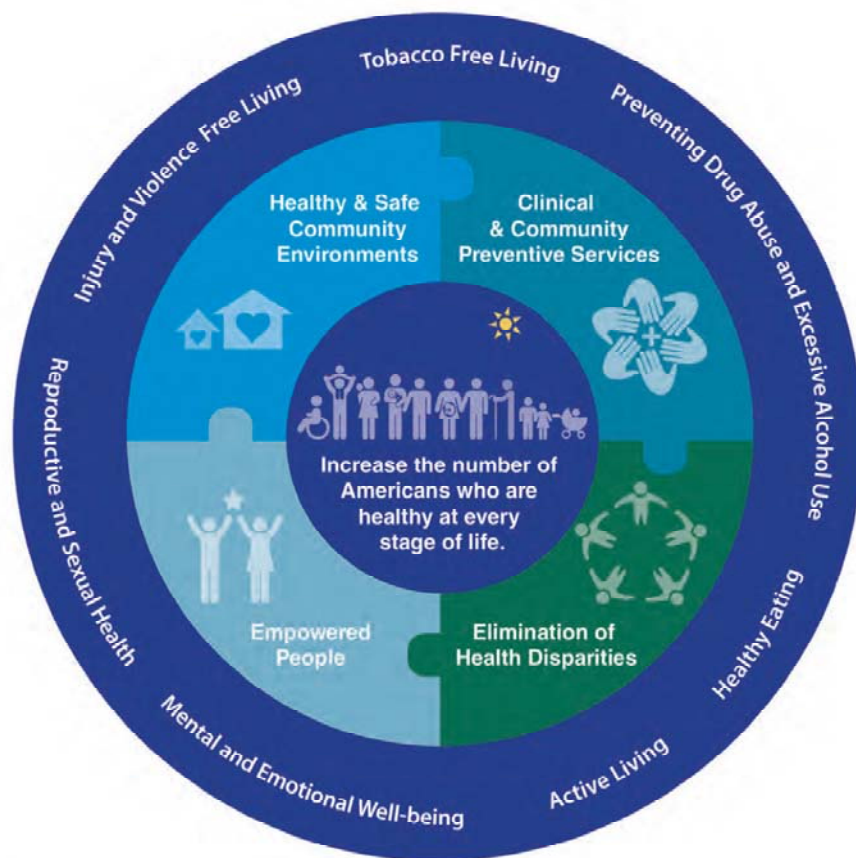 Tobacco Free Living
Preventing Drug Abuse and Excessive Alcohol Use
Healthy Eating
Active Living
Mental and Emotional Well-being
Reproductive and Sexual Health
Injury and Violence Free Living
Healthy & Safe
Community
Environments
Clinical
& Community
Preventive Services
Increase the number of
Americans who are
healthy at every
stage of life.
Empowered
People
Elimination of
Health Disparities